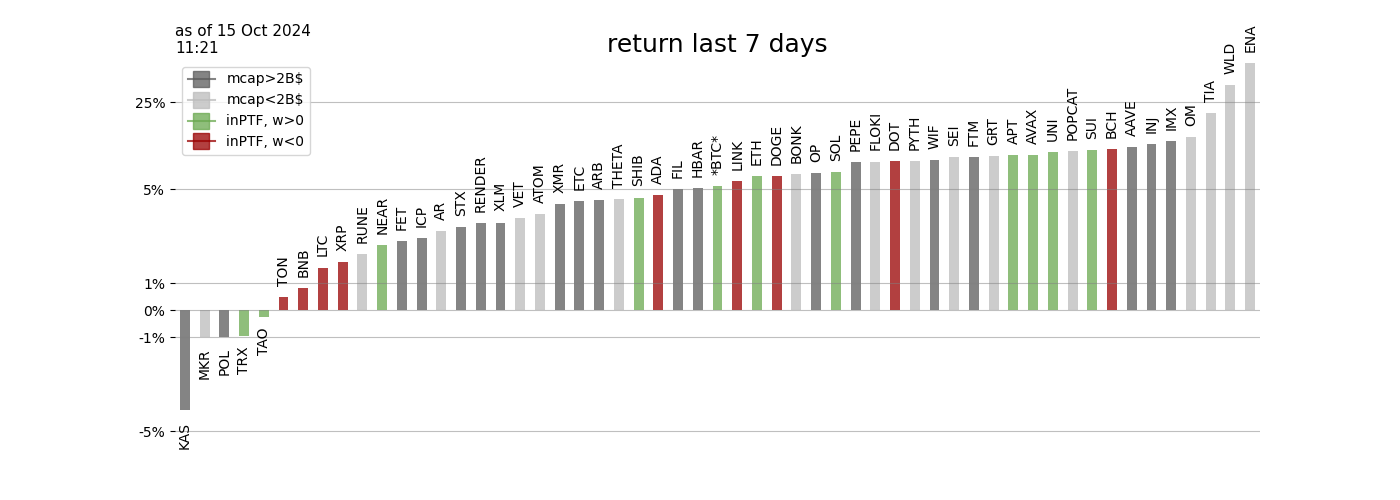 as of 15 Oct 2024
11:21
return last 7 days
mcap>2B$
mcap<2B$
inPTF, w>0
inPTF, w<0
25%
5%
1%
0%
-1%
-5%
KAS
MKR
POL
TRX
TAO
TON
BNB
LTC
XRP
RUNE
NEAR
FET
ICP
AR
STX
RENDER
XLM
VET
ATOM
XMR
ETC
ARB
THETA
SHIB
ADA
FIL
HBAR
*BTC*
LINK
ETH
DOGE
BONK
OP
SOL
PEPE
FLOKI
DOT
PYTH
WIF
SEI
FTM
GRT
APT
AVAX
UNI
POPCAT
SUI
BCH
AAVE
INJ
IMX
OM
TIA
WLD
ENA